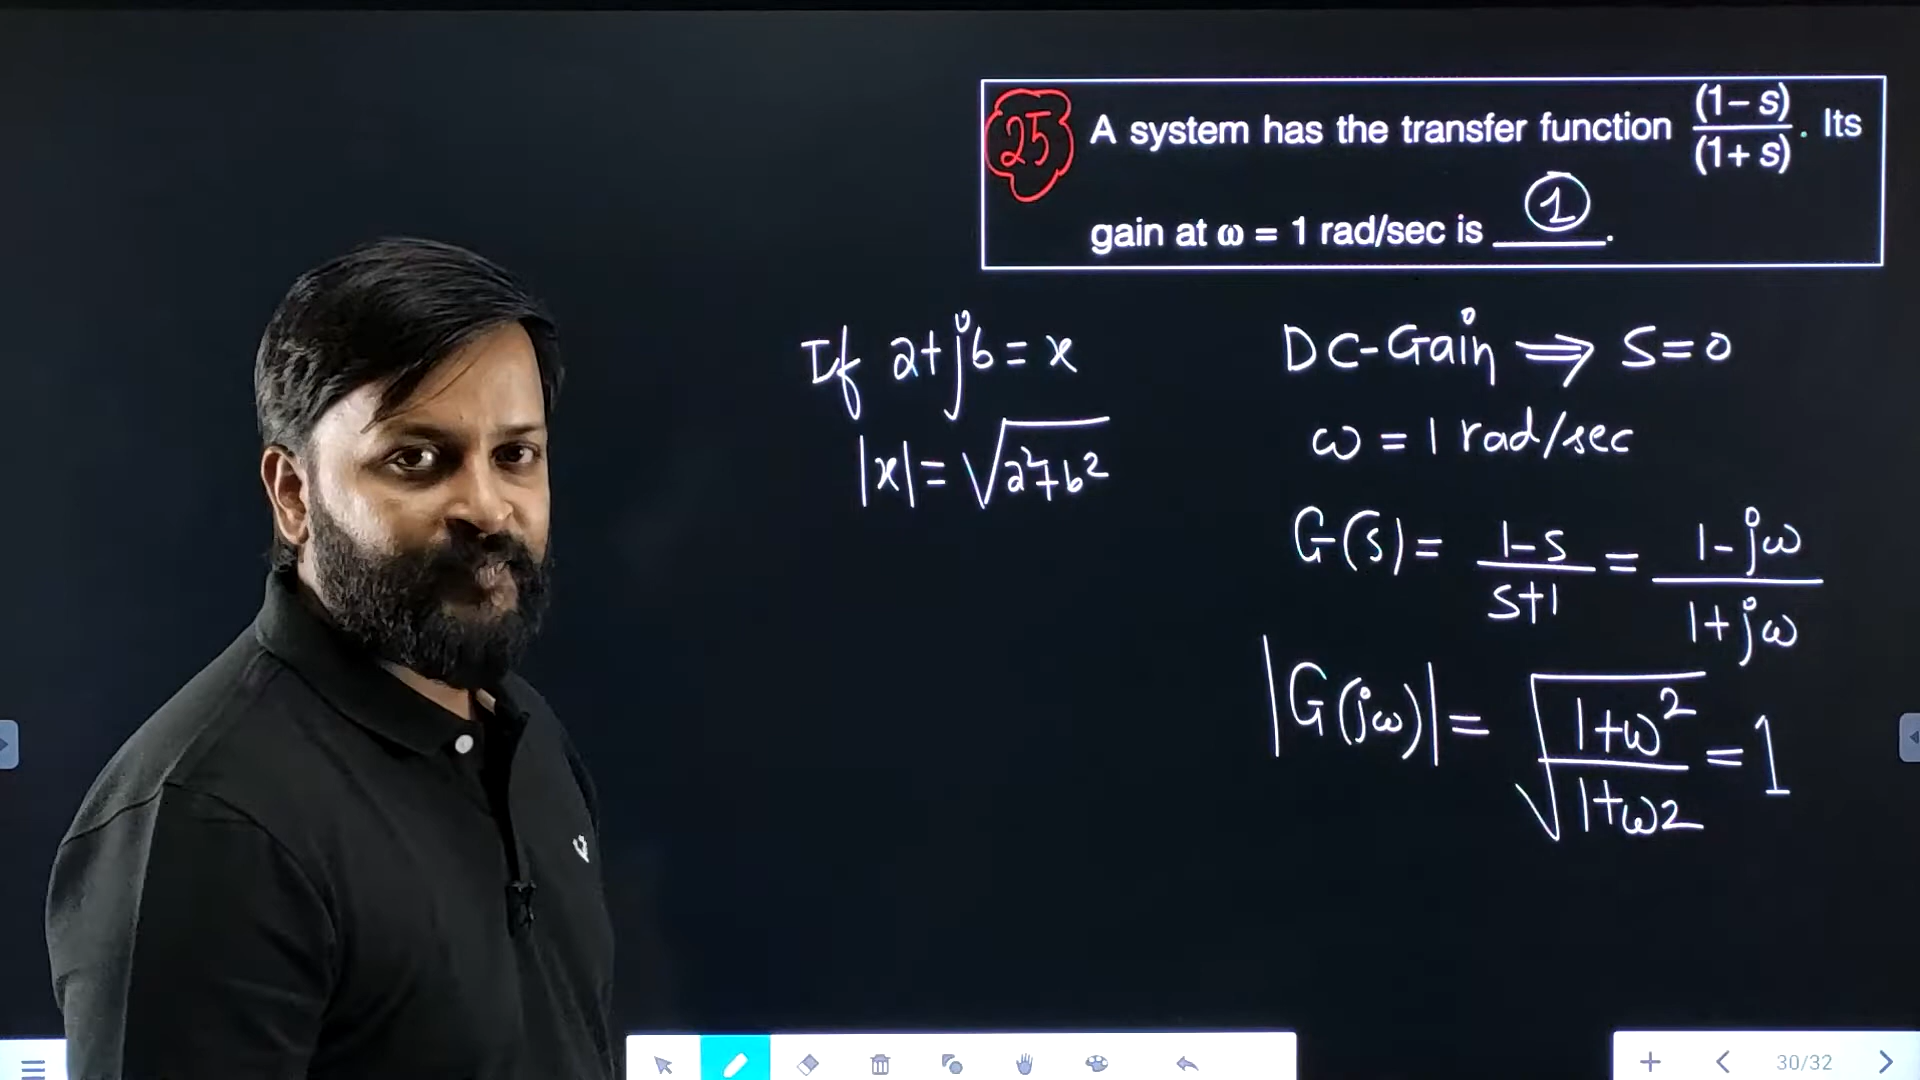 25 A system has the transfer function (1– s)/(1+ s). Its
gain at ω = 1 rad/sec is 1.
If a+jb = x
|x| = √(a²+b²)
DC-Gain ⟹ S=0
ω = 1 rad/sec
G(s) = (1-s)/(s+1) = (1-jω)/(1+jω)
|G(jω)| = √((1+ω²)/(1+ω2)) = 1
30/32